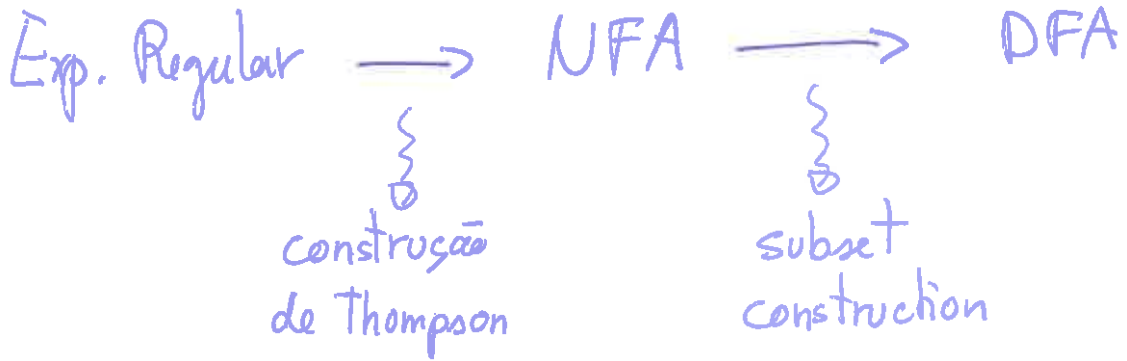 Exp. Regular → NFA → DFA
construção subset
de Thompson construction